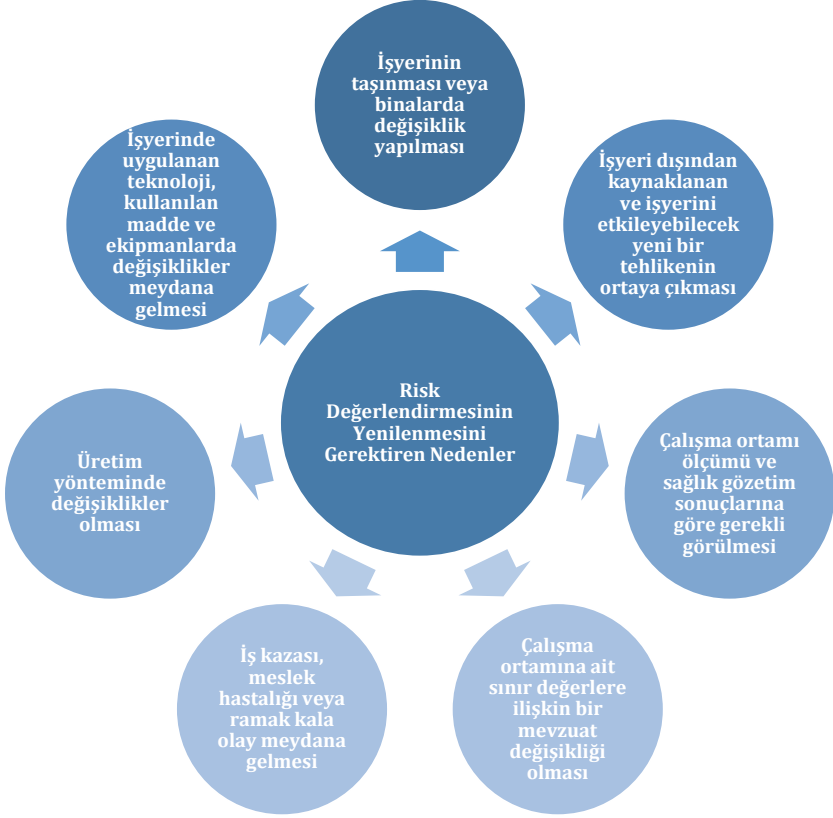 İşyerinin
taşınması veya
binalarda
değişiklik
yapılması
İşyeri dışından
kaynaklanan
ve işyerini
etkileyebilecek
yeni bir
tehlikenin
ortaya çıkması
Çalışma ortamı
ölçümü ve
sağlık gözetim
sonuçlarına
göre gerekli
görülmesi
Çalışma
ortamına ait
sınır değerlere
ilişkin bir
mevzuat
değişikliği
olması
İş kazası,
meslek
hastalığı veya
ramak kala
olay meydana
gelmesi
Üretim
yönteminde
değişiklikler
olması
İşyerinde
uygulanan
teknoloji,
kullanılan
madde ve
ekipmanlarda
değişiklikler
meydana
gelmesi
Risk
Değerlendirmesinin
Yenilenmesini
Gerektiren Nedenler